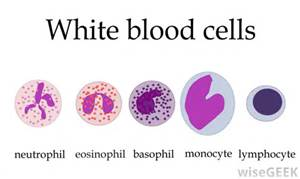 White blood cells
neutrophil eosinophil basophil monocyte lymphocyte
wiseGEEK